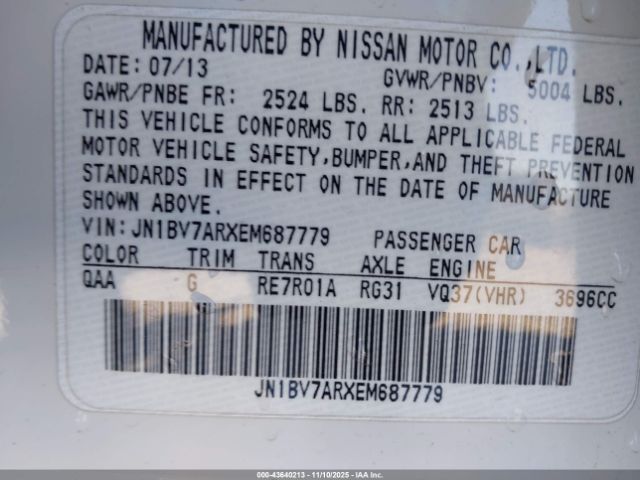 MANUFACTURED BY NISSAN MOTOR CO.,LTD.
DATE: 07/13 GVWR/PNBV: 5004 LBS.
GAWR/PNBE FR: 2524 LBS. RR: 2513 LBS.
THIS VEHICLE CONFORMS TO ALL APPLICABLE FEDERAL
MOTOR VEHICLE SAFETY,BUMPER,AND THEFT PREVENTION
STANDARDS IN EFFECT ON THE DATE OF MANUFACTURE
SHOWN ABOVE.
VIN:JN1BV7ARXEM687779 PASSENGER CAR
COLOR TRIM TRANS AXLE ENGINE
QAA G RE7R01A RG31 VQ37(VHR) 3696CC
JN1BV7ARXEM687779
000-43640213 - 11/10/2025 - IAAI.com